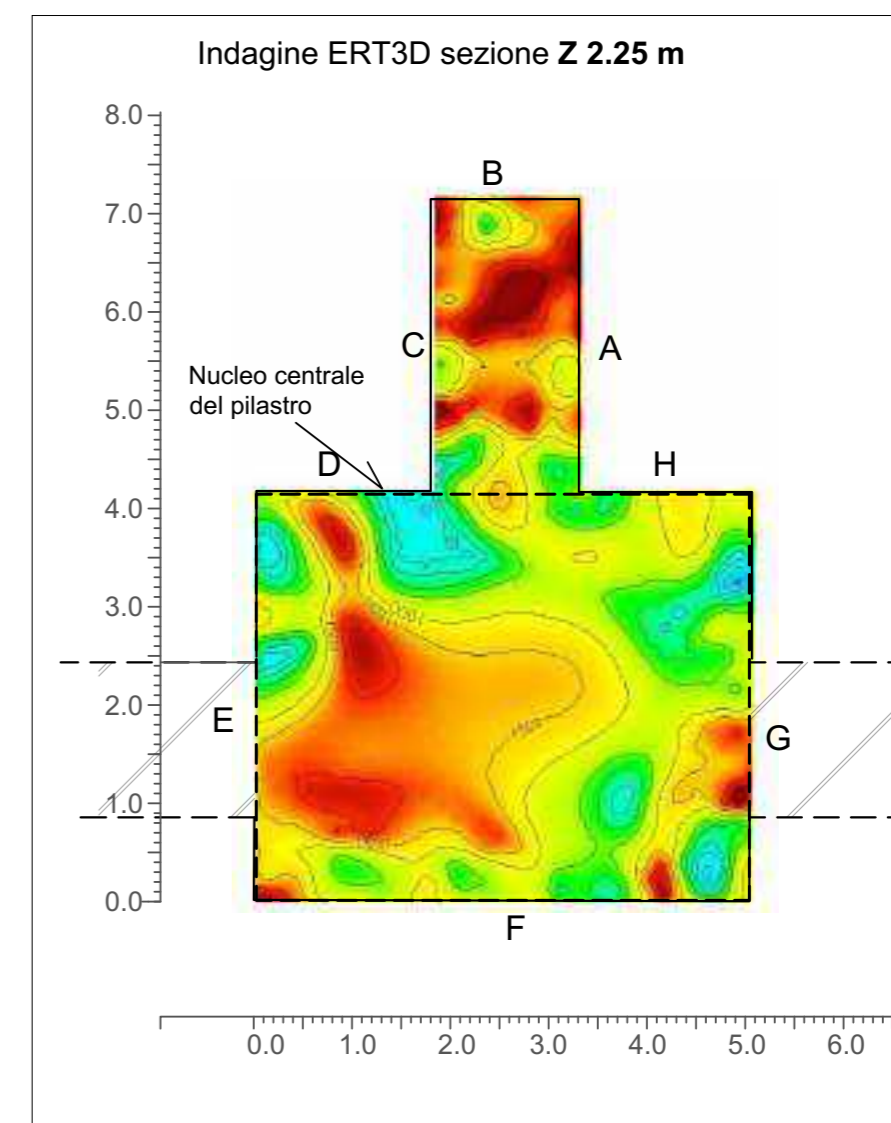 Indagine ERT3D sezione Z 2.25 m
8.0
7.0
6.0
5.0
4.0
3.0
2.0
1.0
0.0
B
C
A
Nucleo centrale
del pilastro
D
H
E
G
F
0.0 1.0 2.0 3.0 4.0 5.0 6.0